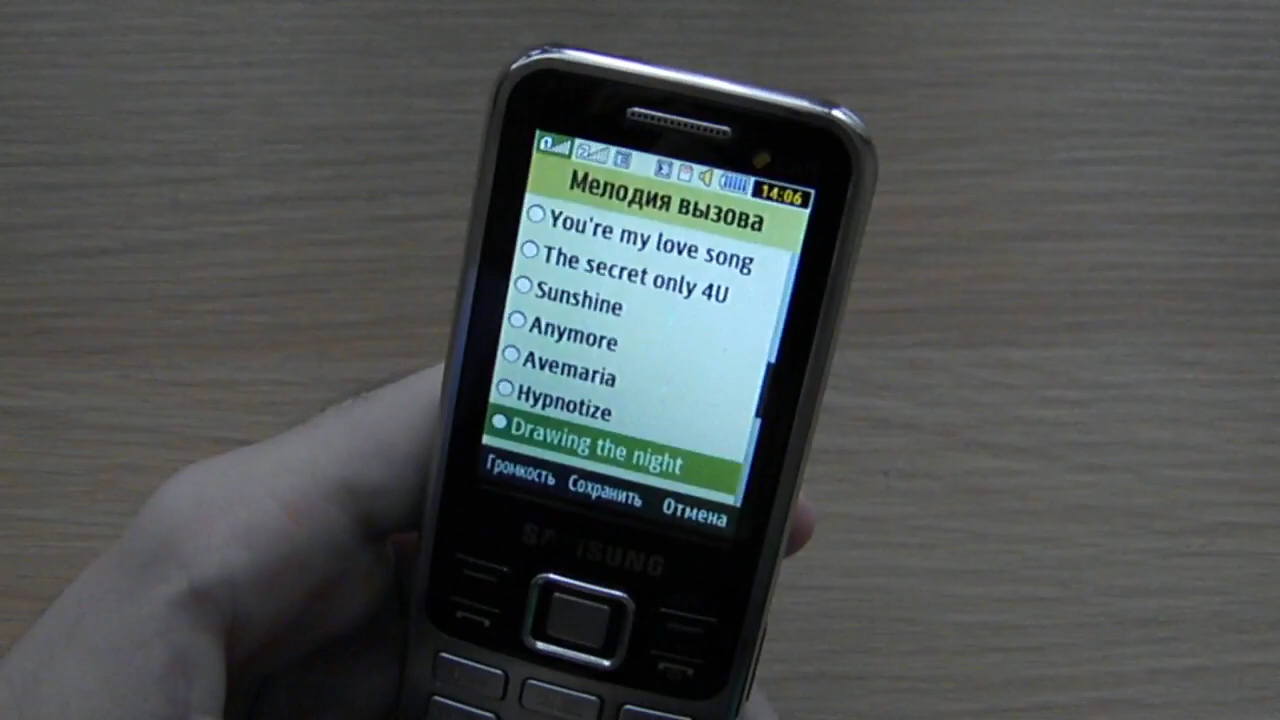 14:06
Мелодия вызова
You're my love song
The secret only 4U
Sunshine
Anymore
Avemaria
Hypnotize
Drawing the night
Громкость Сохранить Отмена
SAMSUNG